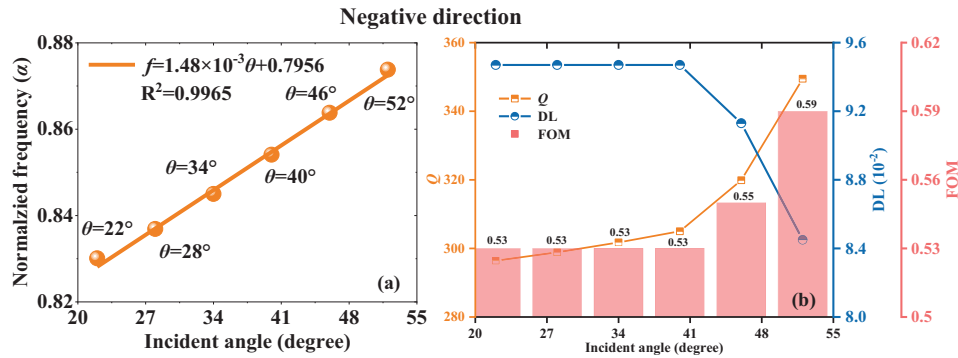 Negative direction
0.88
0.86
0.84
0.82
Normalzied frequency (α)
f=1.48×10⁻³θ+0.7956
R²=0.9965
θ=46°
θ=52°
θ=34°
θ=40°
θ=22°
θ=28°
(a)
20 27 34 41 48 55
Incident angle (degree)
360
340
320
300
280
Q
Q
DL
FOM
0.53 0.53 0.53 0.53 0.55 0.59
(b)
20 27 34 41 48 55
Incident angle (degree)
9.6
9.2
8.8
8.4
8.0
DL (10⁻²)
0.62
0.59
0.56
0.53
0.5
FOM